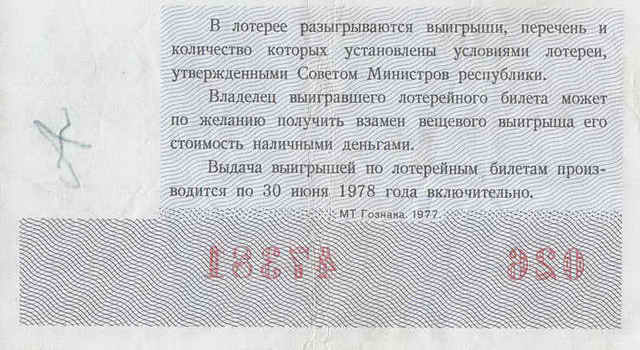 В лотерее разыгрываются выигрыши, перечень и
количество которых установлены условиями лотереи,
утвержденными Советом Министров республики.
Владелец выигравшего лотерейного билета может
по желанию получить взамен вещевого выигрыша его
стоимость наличными деньгами.
Выдача выигрышей по лотерейным билетам произ-
водится по 30 июня 1978 года включительно.
МТ Гознака. 1977.
47381 026